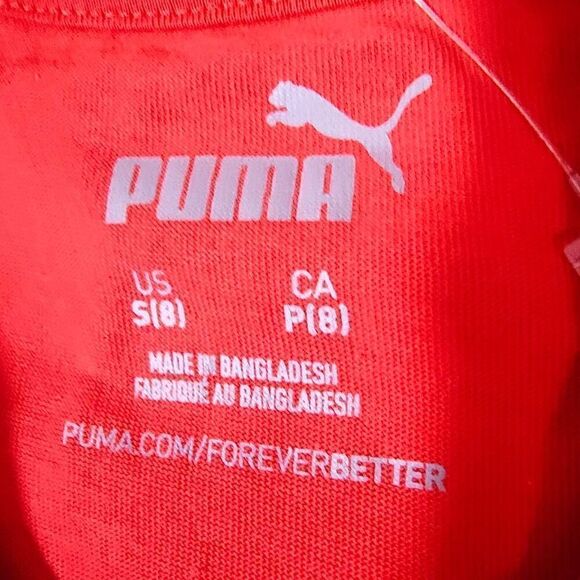 PUMA
US CA
S(8) P(8)
MADE IN BANGLADESH
FABRIQUÉ AU BANGLADESH
PUMA.COM/FOREVERBETTER